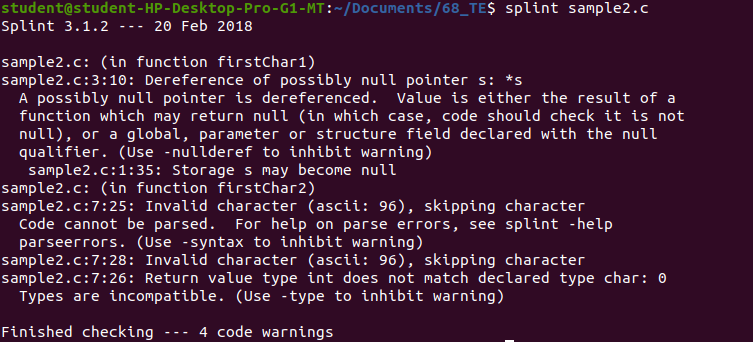 student@student-HP-Desktop-Pro-G1-MT:~/Documents/68_TE$ splint sample2.c
Splint 3.1.2 --- 20 Feb 2018
sample2.c: (in function firstChar1)
sample2.c:3:10: Dereference of possibly null pointer s: *s
A possibly null pointer is dereferenced.  Value is either the result of a
function which may return null (in which case, code should check it is not
null), or a global, parameter or structure field declared with the null
qualifier. (Use -nullderef to inhibit warning)
sample2.c:1:35: Storage s may become null
sample2.c: (in function firstChar2)
sample2.c:7:25: Invalid character (ascii: 96), skipping character
Code cannot be parsed.  For help on parse errors, see splint -help
parseerrors. (Use -syntax to inhibit warning)
sample2.c:7:28: Invalid character (ascii: 96), skipping character
sample2.c:7:26: Return value type int does not match declared type char: 0
Types are incompatible. (Use -type to inhibit warning)
Finished checking --- 4 code warnings